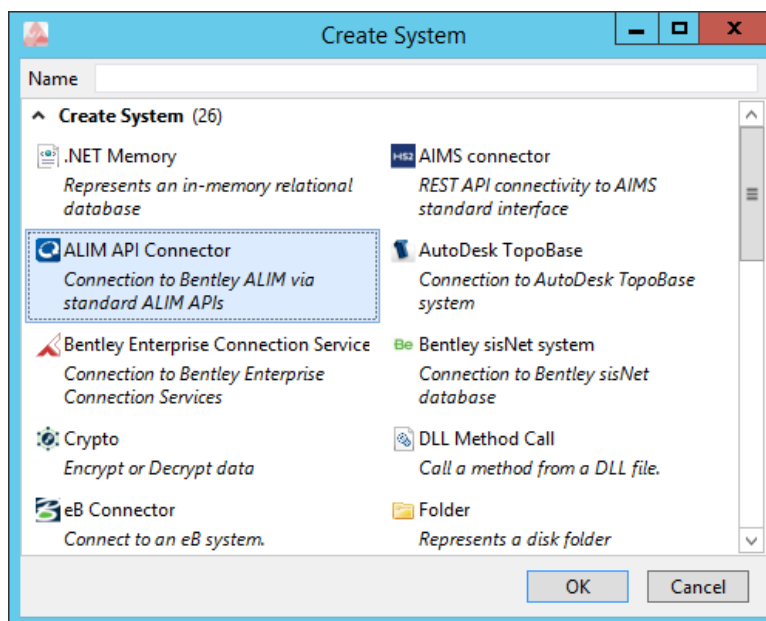 Create System
Name
Create System (26)
.NET Memory
Represents an in-memory relational
database
HS2 AIMS connector
REST API connectivity to AIMS
standard interface
ALIM API Connector
Connection to Bentley ALIM via
standard ALIM APIs
AutoDesk TopoBase
Connection to AutoDesk TopoBase
system
Bentley Enterprise Connection Service
Connection to Bentley Enterprise
Connection Services
Be Bentley sisNet system
Connection to Bentley sisNet
database
Crypto
Encrypt or Decrypt data
DLL Method Call
Call a method from a DLL file.
eB Connector
Connect to an eB system.
Folder
Represents a disk folder
OK
Cancel